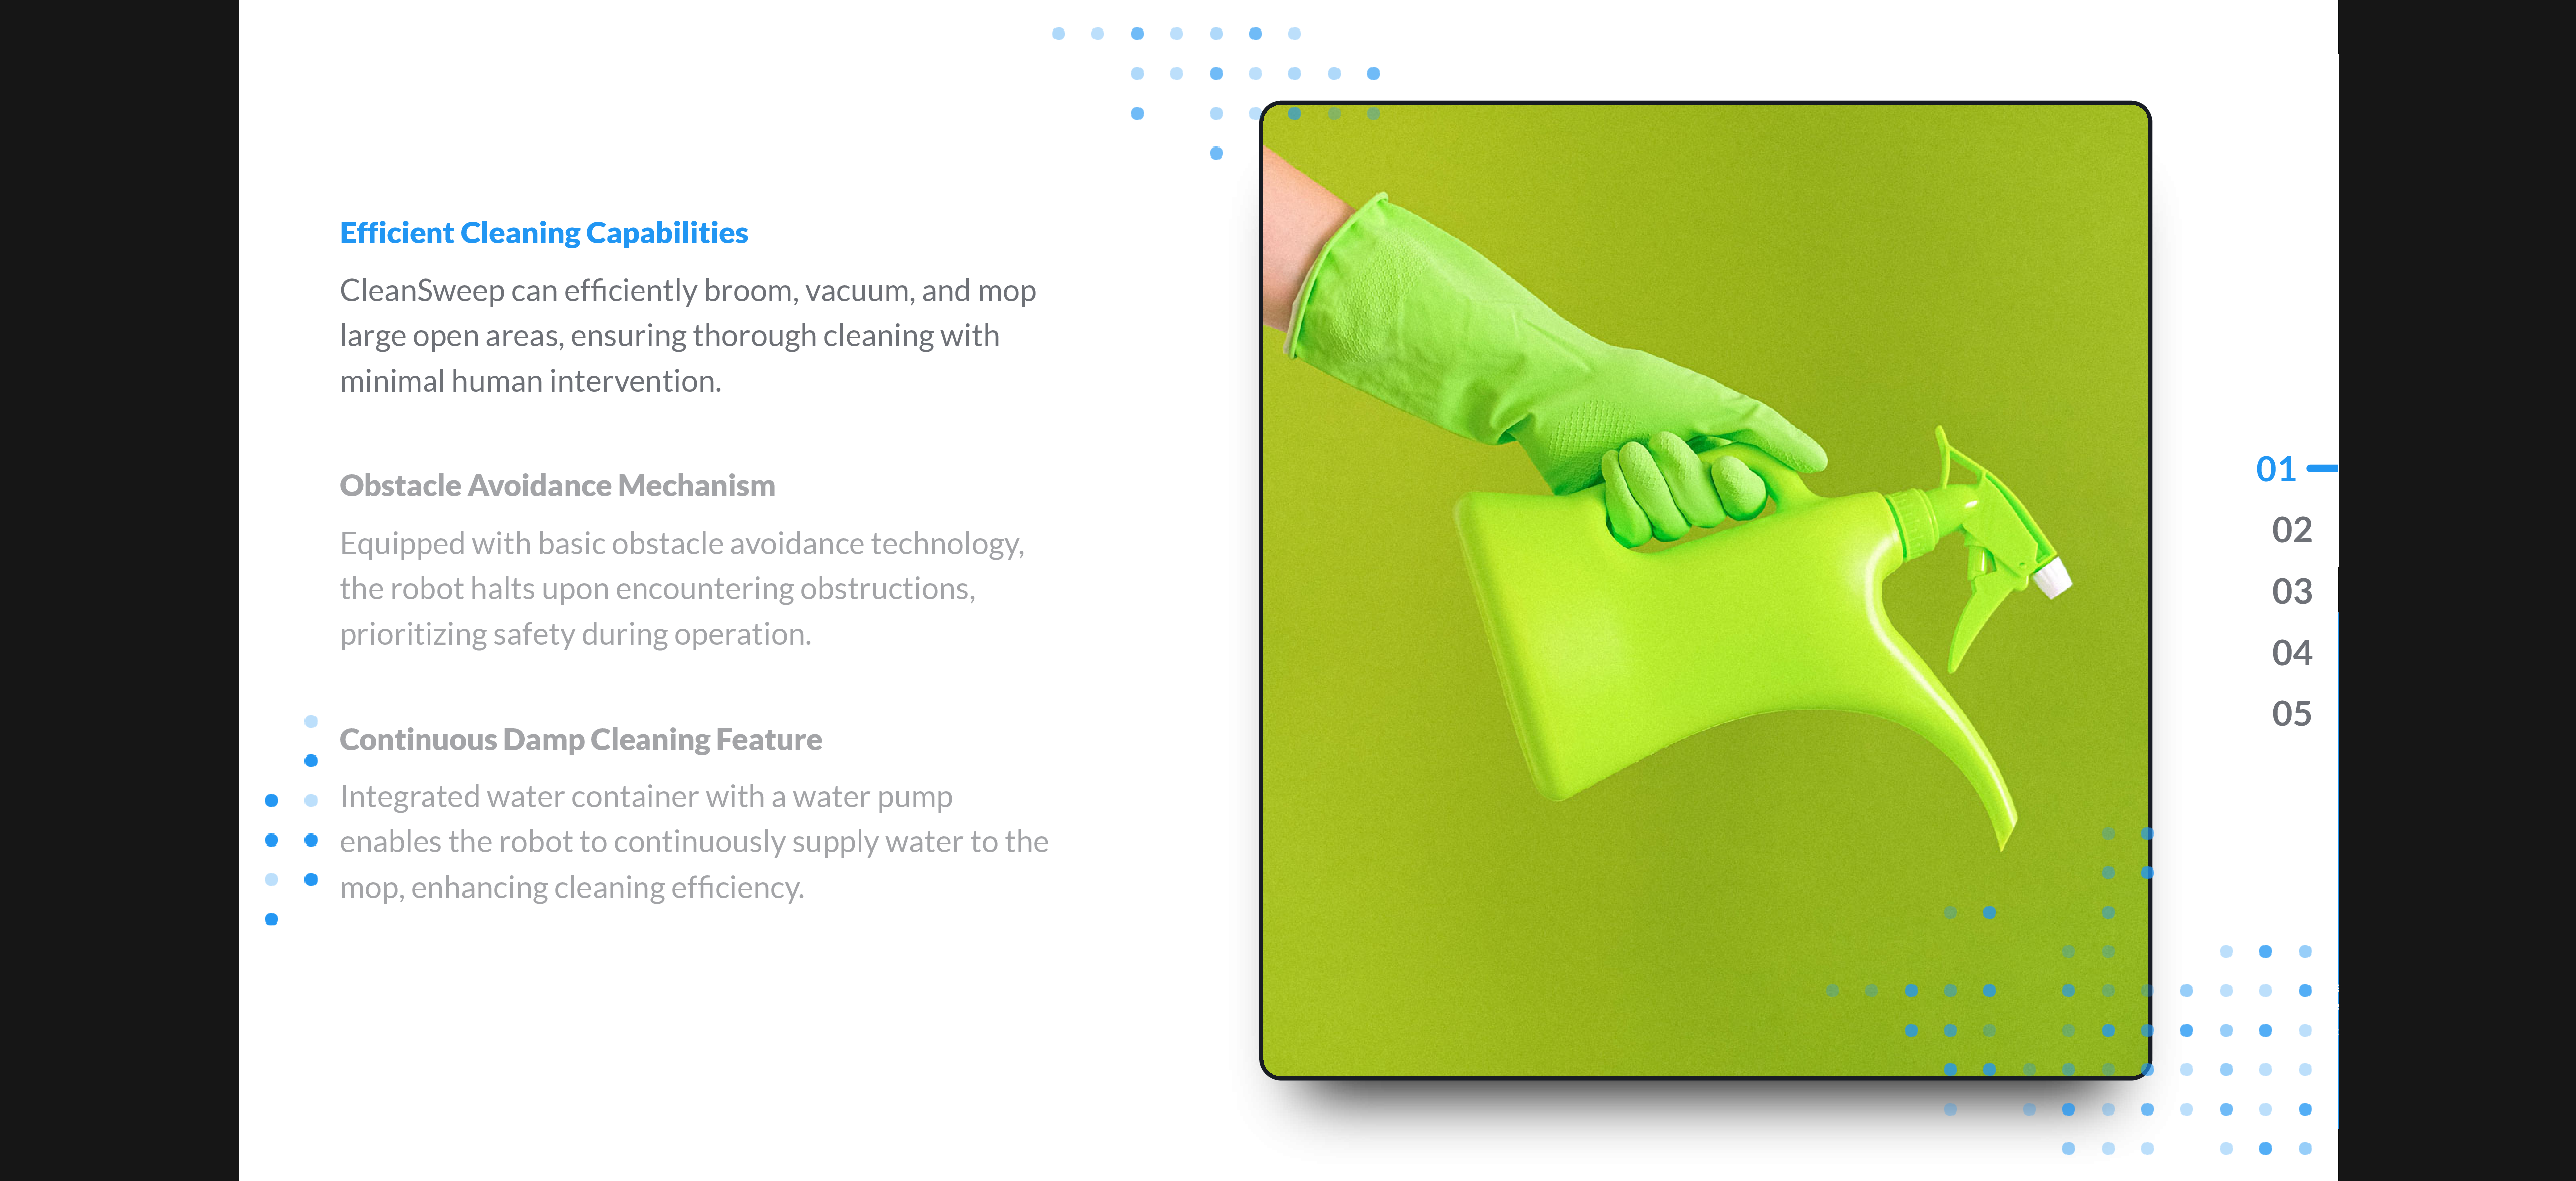 Efficient Cleaning Capabilities
CleanSweep can efficiently broom, vacuum, and mop
large open areas, ensuring thorough cleaning with
minimal human intervention.
Obstacle Avoidance Mechanism
Equipped with basic obstacle avoidance technology,
the robot halts upon encountering obstructions,
prioritizing safety during operation.
Continuous Damp Cleaning Feature
Integrated water container with a water pump
enables the robot to continuously supply water to the
mop, enhancing cleaning efficiency.
01
02
03
04
05